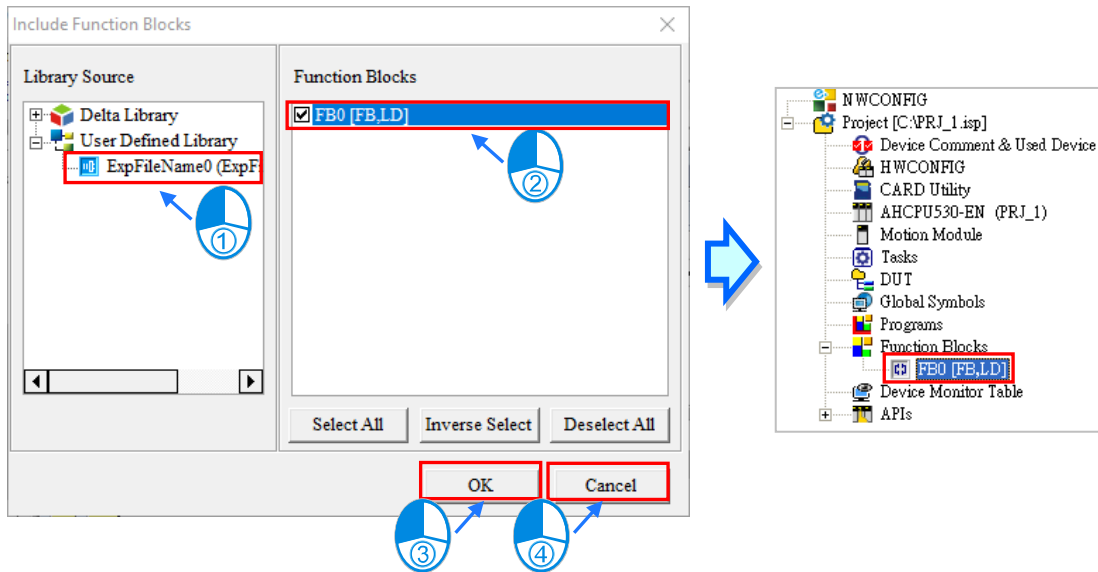 Include Function Blocks
Library Source
Delta Library
User Defined Library
ExpFileName0 (ExpF
①
Function Blocks
FB0 [FB,LD]
②
Select All
Inverse Select
Deselect All
OK
Cancel
③
④
NWCONFIG
Project [C:\PRJ_1.isp]
Device Comment & Used Device
HWCONFIG
CARD Utility
AHCPU530-EN (PRJ_1)
Motion Module
Tasks
DUT
Global Symbols
Programs
Function Blocks
FB0 [FB,LD]
Device Monitor Table
APIs